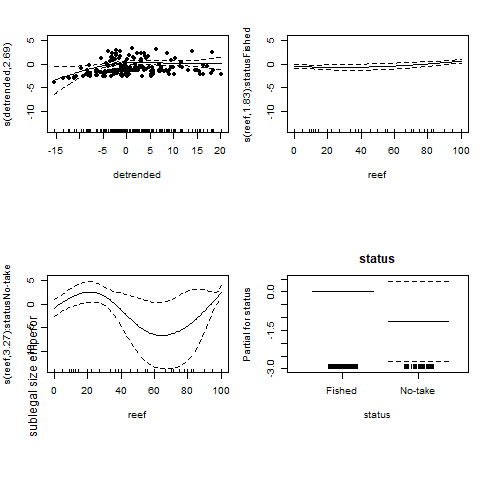 s(detrended,2.69)
5
0
-5
-10
-15
-10
-5
0
5
10
15
20
detrended
s(reef,1.83):statusFished
5
0
-5
-10
0
20
40
60
80
100
reef
s(reef,3.27):statusNo-take
sublegal size emperor
5
0
0
20
40
60
80
100
reef
status
Partial for status
0.0
-1.5
-3.0
Fished
No-take
status